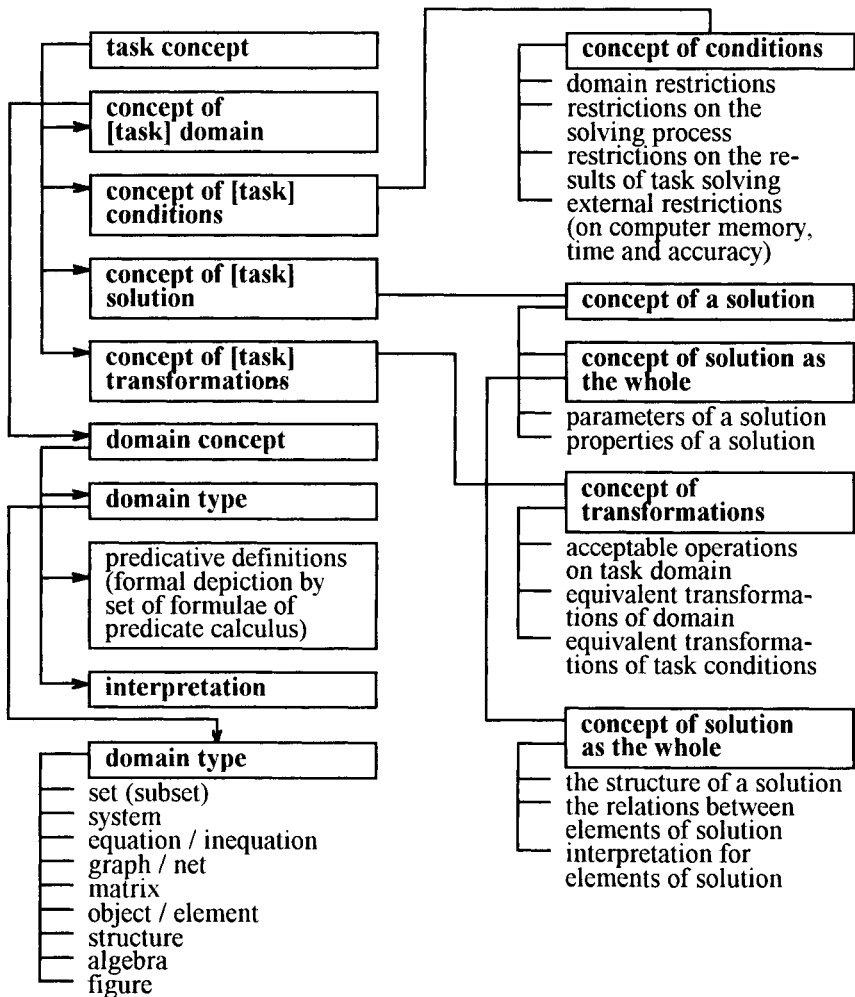 task concept
concept of
[task] domain
concept of [task]
conditions
concept of [task]
solution
concept of [task]
transformations
domain concept
domain type
predicative definitions
(formal depiction by
set of formulae of
predicate calculus)
interpretation
domain type
set (subset)
system
equation / inequation
graph / net
matrix
object / element
structure
algebra
figure
concept of conditions
domain restrictions
restrictions on the
solving process
restrictions on the re-
sults of task solving
external restrictions
(on computer memory,
time and accuracy)
concept of a solution
concept of solution as
the whole
parameters of a solution
properties of a solution
concept of
transformations
acceptable operations
on task domain
equivalent transforma-
tions of domain
equivalent transforma-
tions of task conditions
concept of solution
as the whole
the structure of a solution
the relations between
elements of solution
interpretation for
elements of solution